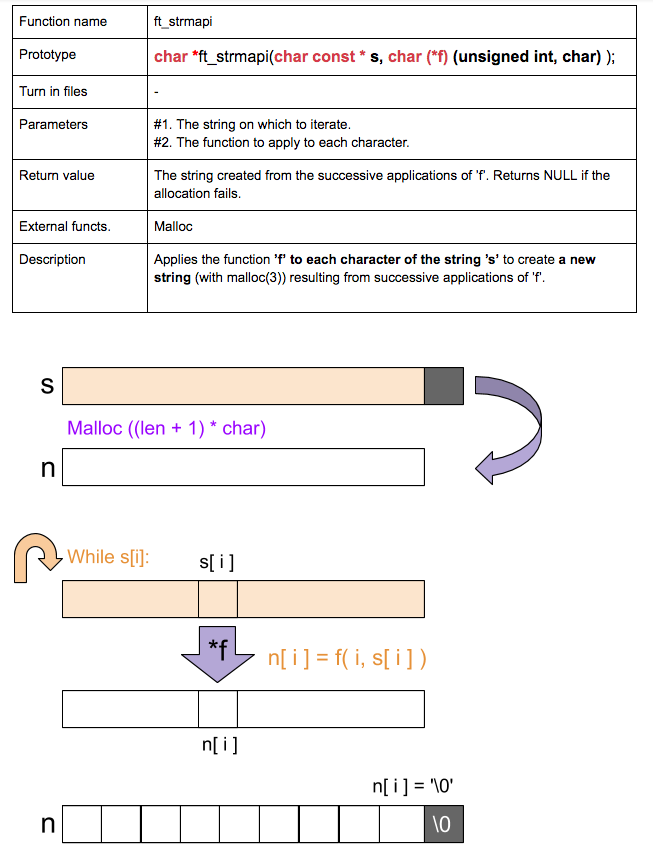 Function name ft_strmapi
Prototype char *ft_strmapi(char const * s, char (*f) (unsigned int, char) );
Turn in files -
Parameters #1. The string on which to iterate.
#2. The function to apply to each character.
Return value The string created from the successive applications of 'f'. Returns NULL if the
allocation fails.
External functs. Malloc
Description Applies the function ’f’ to each character of the string ’s’ to create a new
string (with malloc(3)) resulting from successive applications of 'f'.
s
Malloc ((len + 1) * char)
n
While s[i]:
s[ i ]
*f
n[ i ] = f( i, s[ i ] )
n[ i ]
n[ i ] = '\0'
n
\0